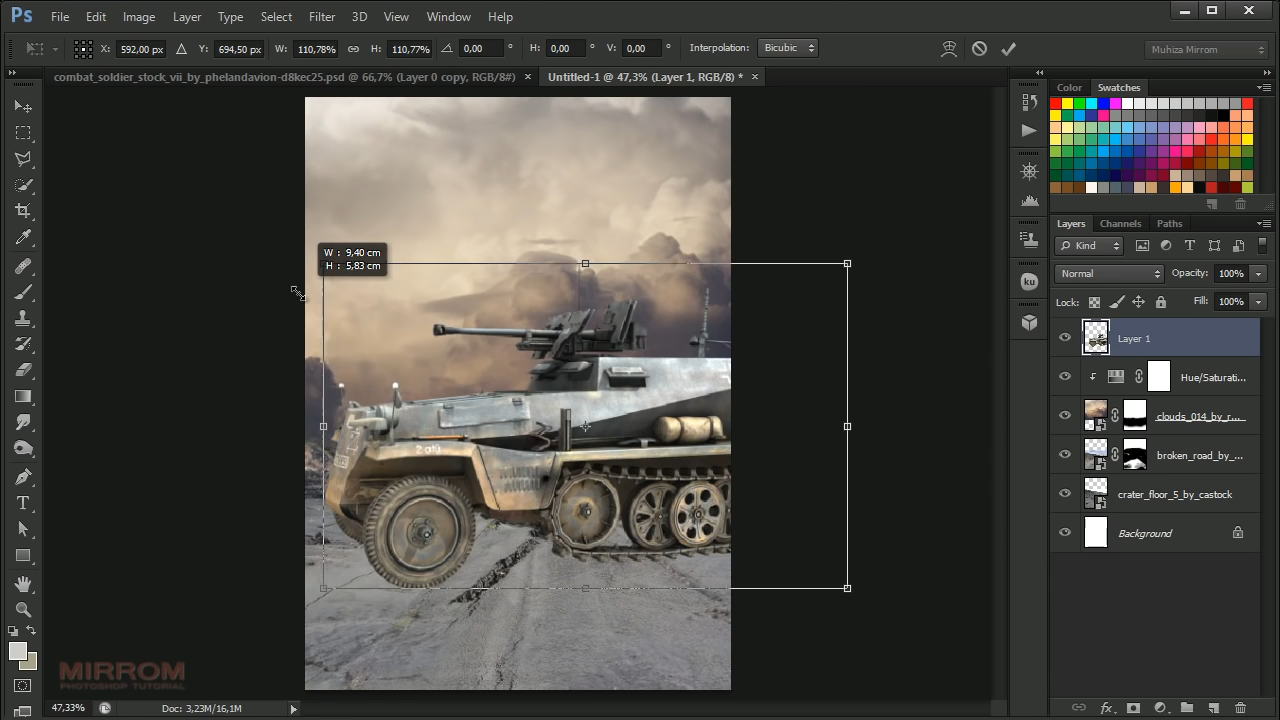 Ps File Edit Image Layer Type Select Filter 3D View Window Help
X: 592,00 px Y: 694,50 px W: 110,78% H: 110,77% 0,00 ° H: 0,00 ° V: 0,00 ° Interpolation: Bicubic Muhiza Mirrom
combat_soldier_stock_vii_by_phelandavion-d8kec25.psd @ 66,7% (Layer 0 copy, RGB/8#) × Untitled-1 @ 47,3% (Layer 1, RGB/8) * ×
Color Swatches
W : 9,40 cm
H : 5,83 cm
Layers Channels Paths
Kind
Normal Opacity: 100%
Lock: Fill: 100%
ku
Layer 1
Hue/Saturati...
clouds_014_by_r...
broken_road_by_...
crater_floor_5_by_castock
Background
MIRROM
PHOTOSHOP TUTORIAL
47,33% Doc: 3,23M/16,1M
fx